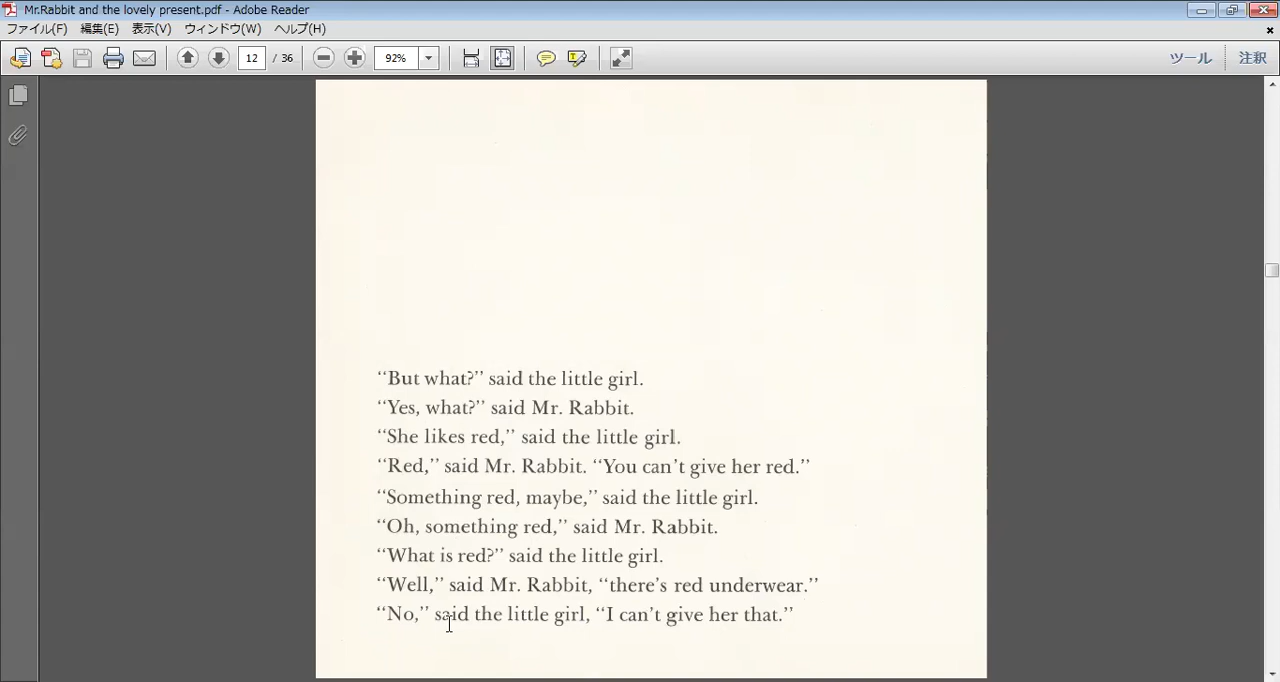 Mr.Rabbit and the lovely present.pdf - Adobe Reader
ファイル(F) 編集(E) 表示(V) ウィンドウ(W) ヘルプ(H)
12 / 36 92% ツール 注釈
“But what?” said the little girl.
“Yes, what?” said Mr. Rabbit.
“She likes red,” said the little girl.
“Red,” said Mr. Rabbit. “You can’t give her red.”
“Something red, maybe,” said the little girl.
“Oh, something red,” said Mr. Rabbit.
“What is red?” said the little girl.
“Well,” said Mr. Rabbit, “there’s red underwear.”
“No,” said the little girl, “I can’t give her that.”